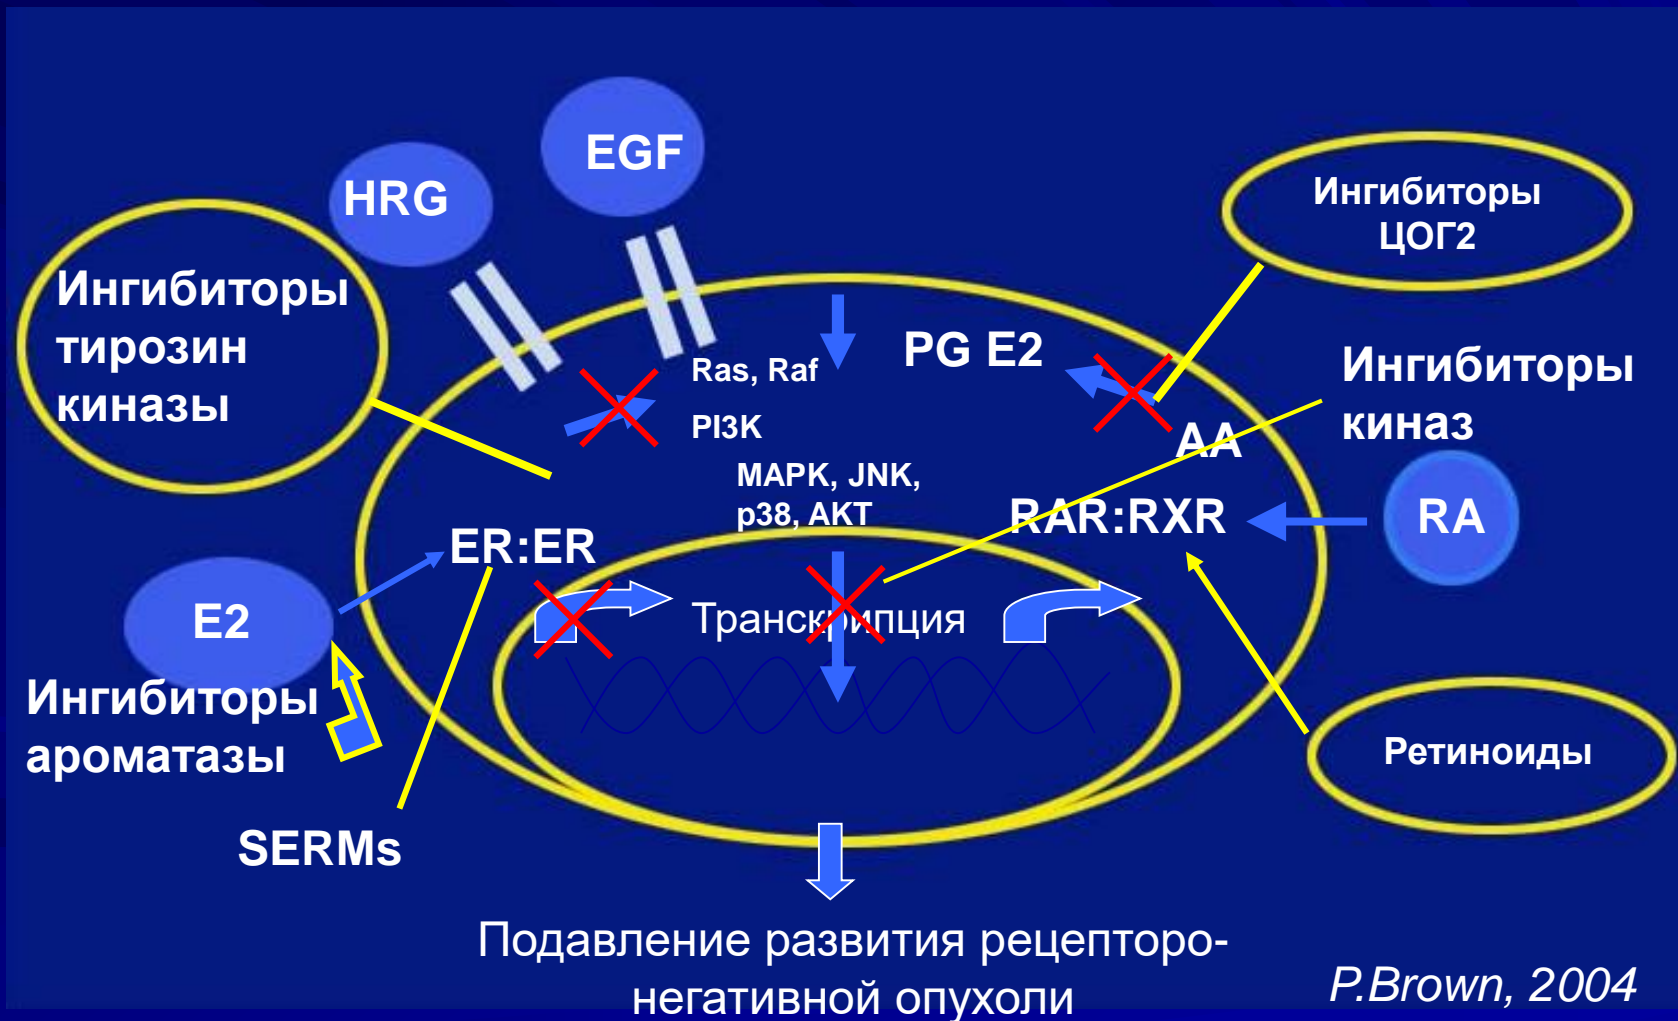 EGF
HRG
Ингибиторы
ЦОГ2
Ингибиторы
тирозин
киназы
Ras, Raf
PI3K
MAPK, JNK,
p38, AKT
PG E2
AA
Ингибиторы
киназ
RAR:RXR
RA
ER:ER
E2
Транскрипция
Ингибиторы
ароматазы
SERMs
Ретиноиды
Подавление развития рецепторо-
негативной опухоли
P.Brown, 2004